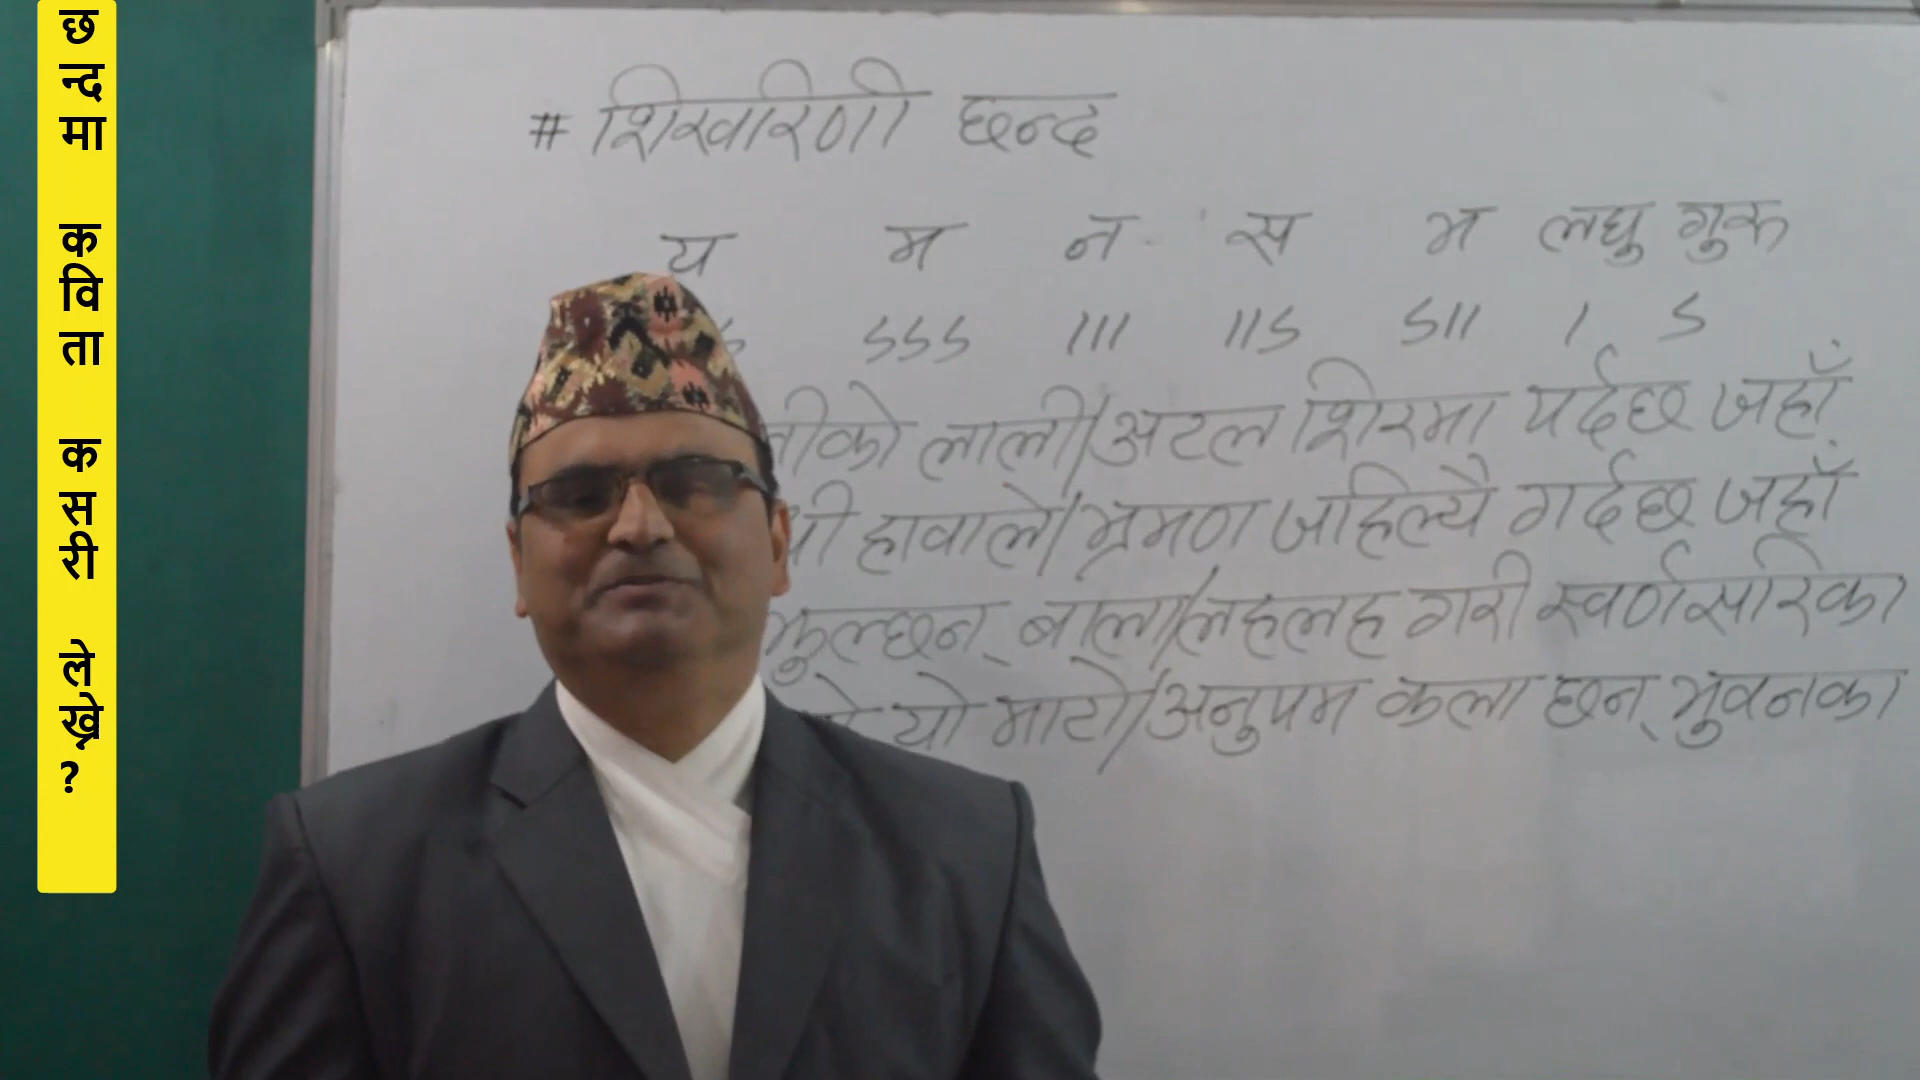 छन्दमा कविता कसरी लेख्ने ?
# शिखरिणी छन्द
य म न स भ लघु गुरू
ऽऽऽ ।।। ।।ऽ ऽ।। । ऽ
लाली/अटल शिरमा पर्दछ जहाँ
हावाले/भ्रमण जहिल्यै गर्दछ जहाँ
झुल्छन् बाला/लहलह गरी स्वर्णसरिका
यो माटो/अनुपम कला छन् भुवनका